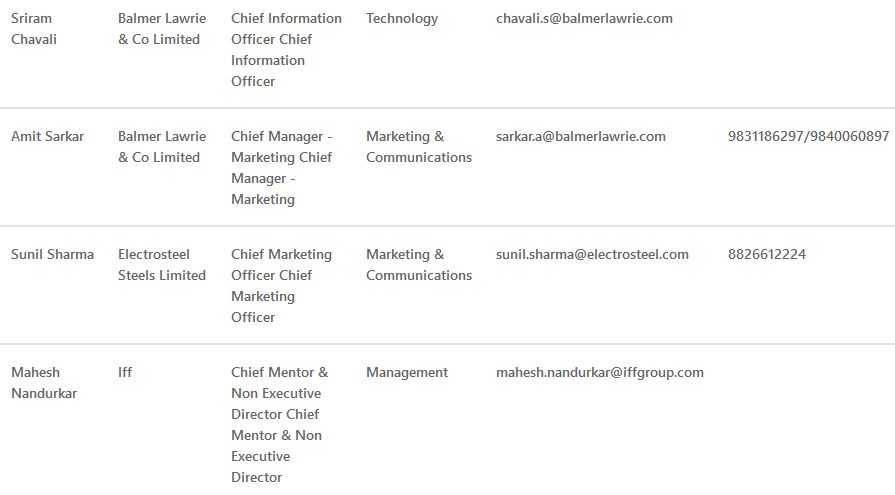 Sriram Balmer Lawrie Chief Information Technology chavali.s@balmerlawrie.com
Chavali & Co Limited Officer Chief
Information
Officer
Amit Sarkar Balmer Lawrie Chief Manager - Marketing & sarkar.a@balmerlawrie.com 9831186297/9840060897
& Co Limited Marketing Chief Communications
Manager -
Marketing
Sunil Sharma Electrosteel Chief Marketing Marketing & sunil.sharma@electrosteel.com 8826612224
Steels Limited Officer Chief Communications
Marketing
Officer
Mahesh Iff Chief Mentor & Management mahesh.nandurkar@iffgroup.com
Nandurkar Non Executive
Director Chief
Mentor & Non
Executive
Director